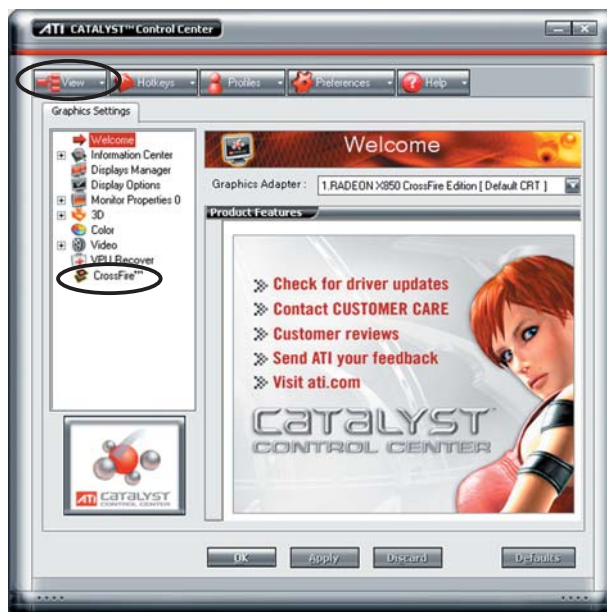 ATI CATALYST™ Control Center
View Hotkeys Profiles Preferences Help
Graphics Settings
Welcome
Information Center
Displays Manager
Display Options
Monitor Properties 0
3D
Color
Video
VPU Recover
CrossFire™
Welcome
Graphics Adapter : 1.RADEON X850 CrossFire Edition [ Default CRT ]
Product Features
Check for driver updates
Contact CUSTOMER CARE
Customer reviews
Send ATI your feedback
Visit ati.com
CATALYST
CONTROL CENTER
ATI CATALYST
CONTROL CENTER
OK Apply Discard Defaults